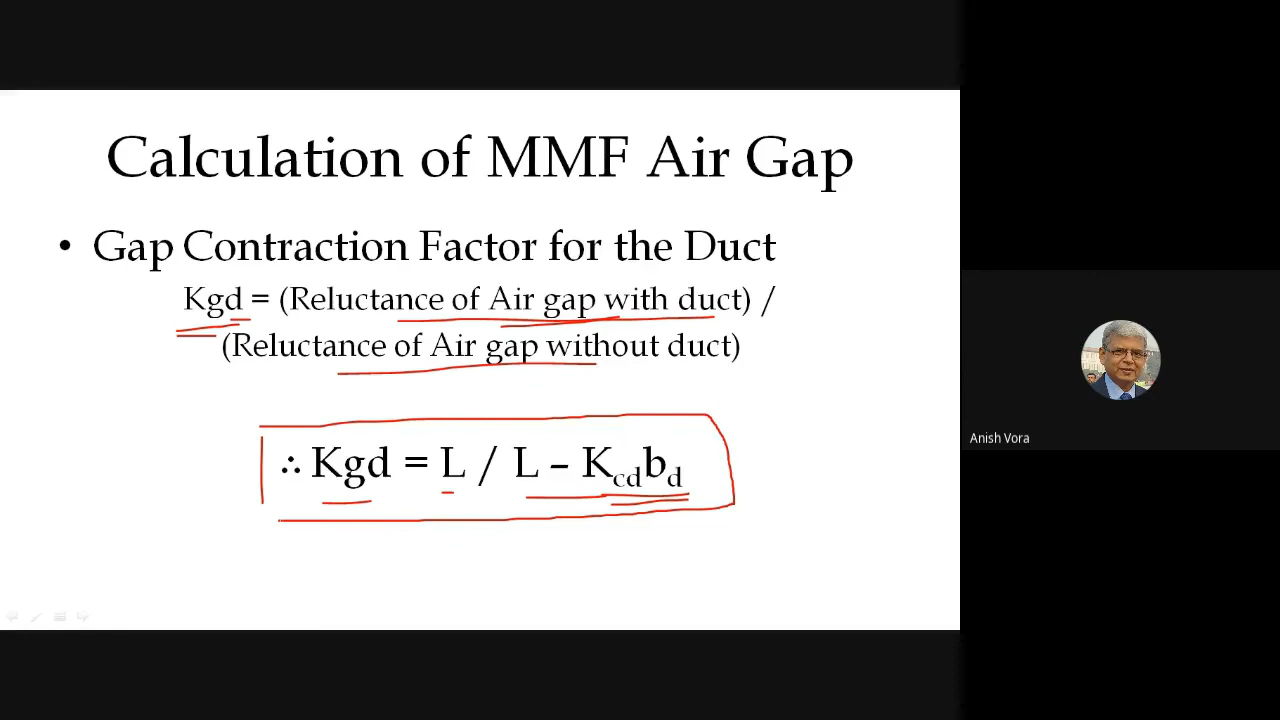 Calculation of MMF Air Gap
• Gap Contraction Factor for the Duct
Kgd = (Reluctance of Air gap with duct) /
(Reluctance of Air gap without duct)
∴ Kgd = L / L – K_cd b_d
Anish Vora